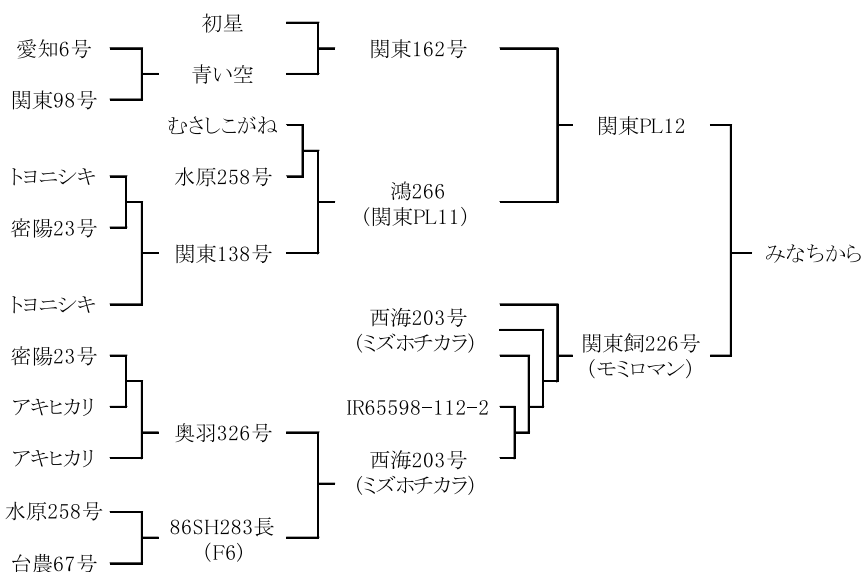 初星
愛知6号
関東162号
青い空
関東98号
むさしこがね
関東PL12
トヨニシキ
水原258号
鴻266
(関東PL11)
密陽23号
関東138号
みなちから
トヨニシキ
西海203号
(ミズホチカラ)
密陽23号
関東飼226号
(モミロマン)
アキヒカリ
IR65598-112-2
奥羽326号
アキヒカリ
西海203号
(ミズホチカラ)
水原258号
86SH283長
(F6)
台農67号